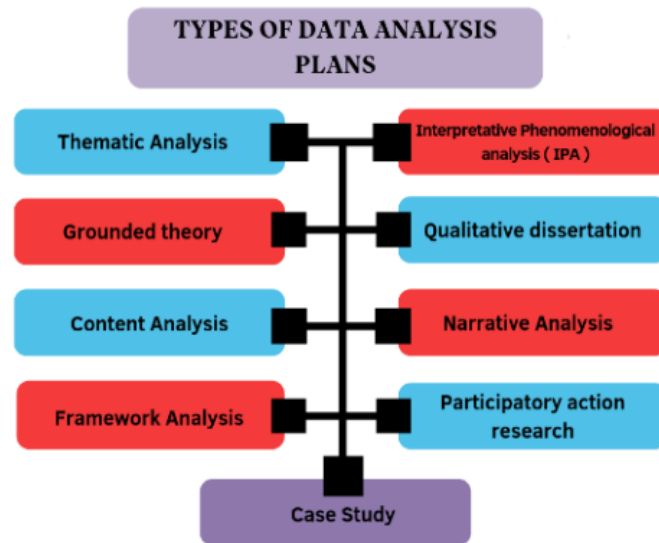 TYPES OF DATA ANALYSIS
PLANS
Thematic Analysis
Interpretative Phenomenological
analysis ( IPA )
Grounded theory
Qualitative dissertation
Content Analysis
Narrative Analysis
Framework Analysis
Participatory action
research
Case Study